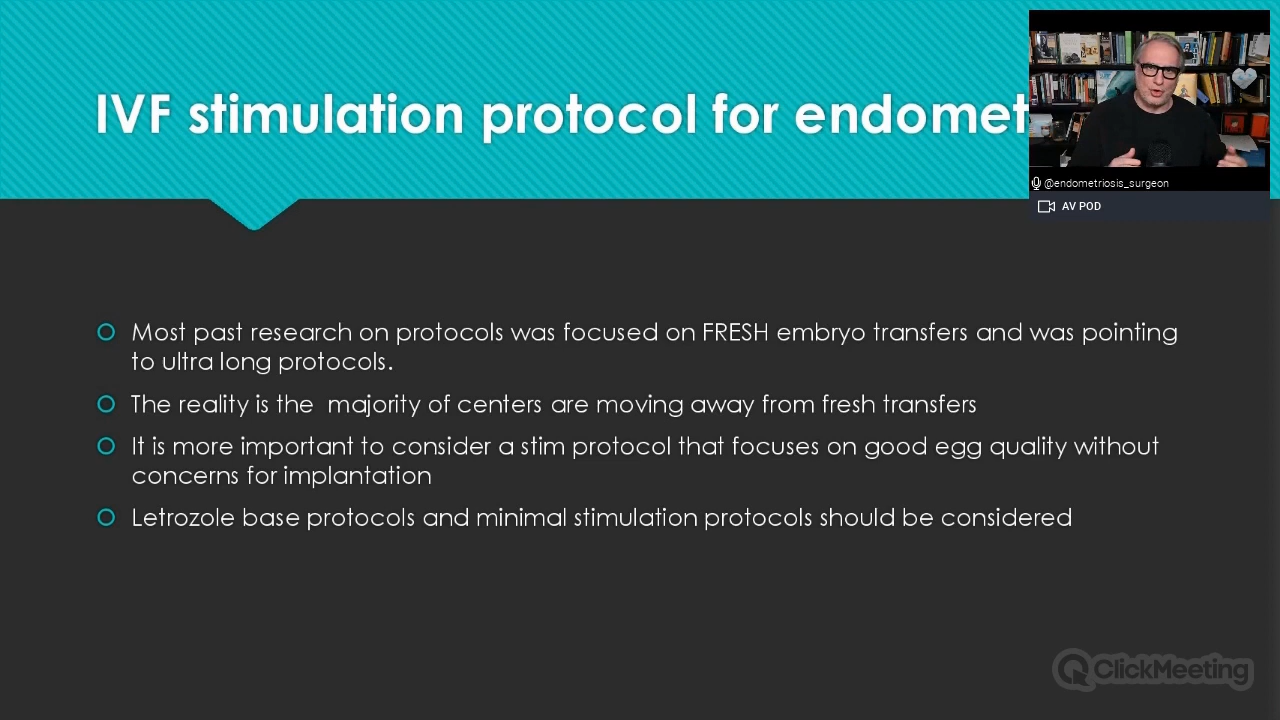 IVF stimulation protocol for endomet
@endometriosis_surgeon
AV POD
Most past research on protocols was focused on FRESH embryo transfers and was pointing
to ultra long protocols.
The reality is the  majority of centers are moving away from fresh transfers
It is more important to consider a stim protocol that focuses on good egg quality without
concerns for implantation
Letrozole base protocols and minimal stimulation protocols should be considered
ClickMeeting